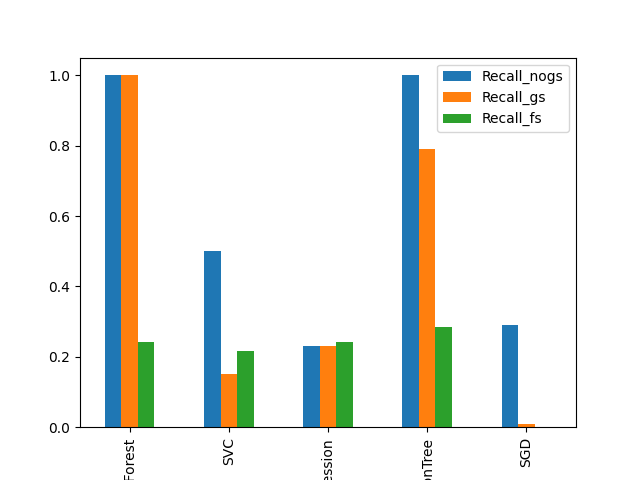 Recall_nogs
Recall_gs
Recall_fs
1.0
0.8
0.6
0.4
0.2
0.0
Forest
SVC
ession
onTree
SGD